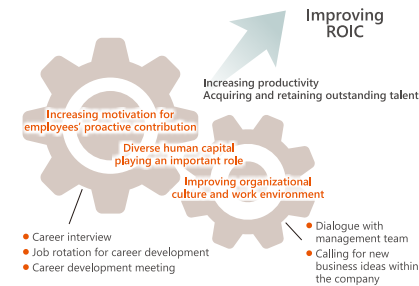 Improving
ROIC
Increasing productivity
Acquiring and retaining outstanding talent
Increasing motivation for
employees' proactive contribution
Diverse human capital
playing an important role
Improving organizational
culture and work environment
• Career interview
• Job rotation for career development
• Career development meeting
• Dialogue with
management team
• Calling for new
business ideas within
the company